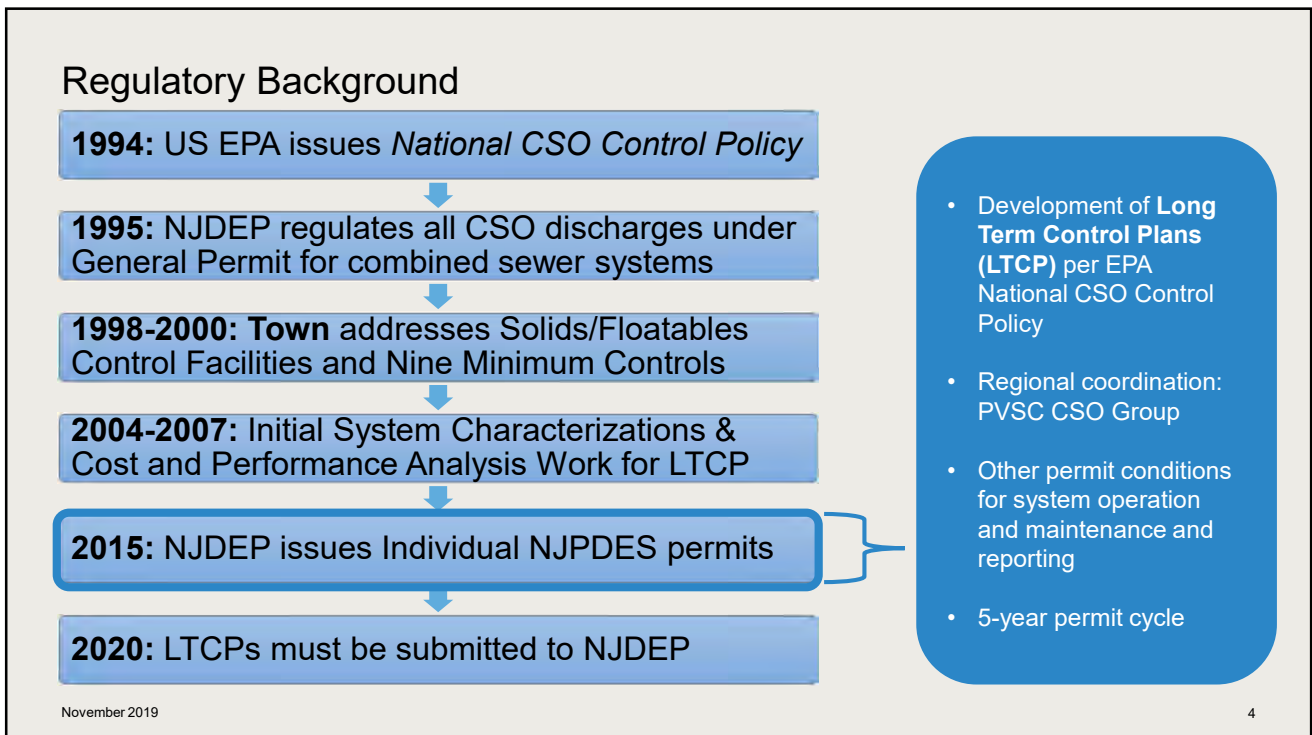 Regulatory Background
1994: US EPA issues National CSO Control Policy
1995: NJDEP regulates all CSO discharges under
General Permit for combined sewer systems
1998-2000: Town addresses Solids/Floatables
Control Facilities and Nine Minimum Controls
2004-2007: Initial System Characterizations &
Cost and Performance Analysis Work for LTCP
2015: NJDEP issues Individual NJPDES permits
2020: LTCPs must be submitted to NJDEP
• Development of Long
Term Control Plans
(LTCP) per EPA
National CSO Control
Policy
• Regional coordination:
PVSC CSO Group
• Other permit conditions
for system operation
and maintenance and
reporting
• 5-year permit cycle
November 2019
4